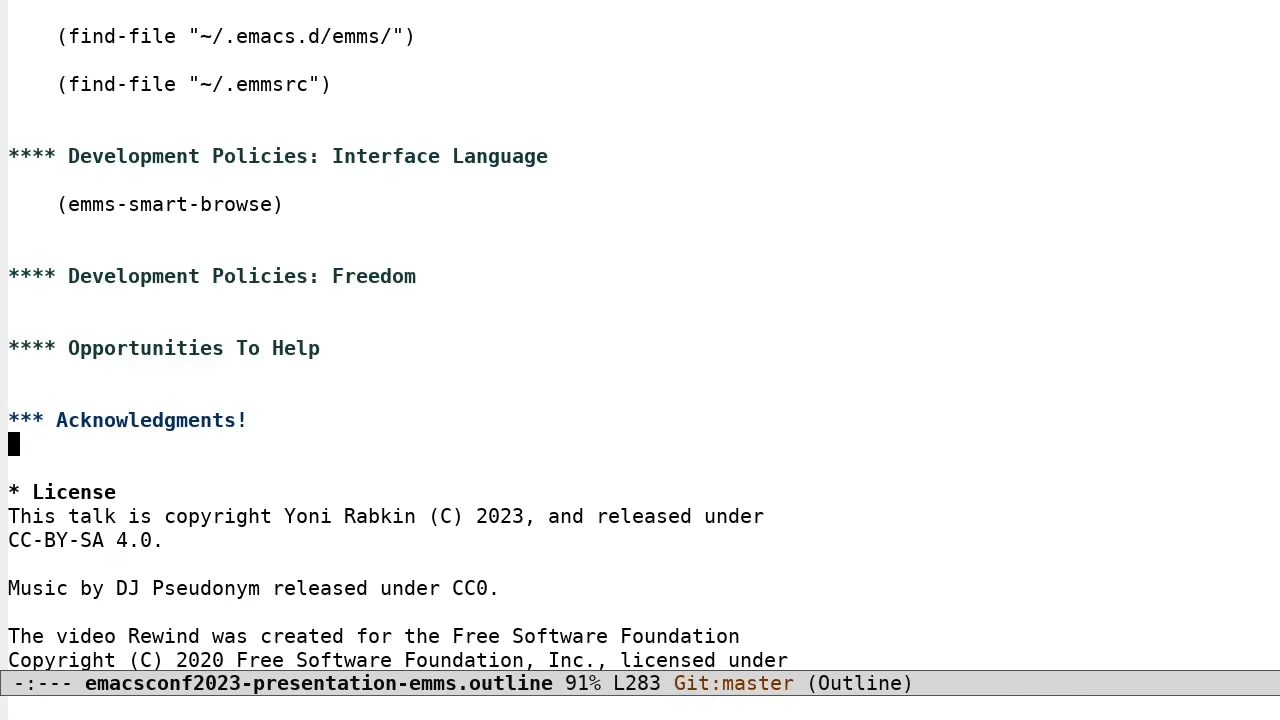 (find-file "~/.emacs.d/emms/")
(find-file "~/.emmsrc")
**** Development Policies: Interface Language
(emms-smart-browse)
**** Development Policies: Freedom
**** Opportunities To Help
*** Acknowledgments!
* License
This talk is copyright Yoni Rabkin (C) 2023, and released under
CC-BY-SA 4.0.
Music by DJ Pseudonym released under CC0.
The video Rewind was created for the Free Software Foundation
Copyright (C) 2020 Free Software Foundation, Inc., licensed under
-:--- emacsconf2023-presentation-emms.outline 91% L283 Git:master (Outline)